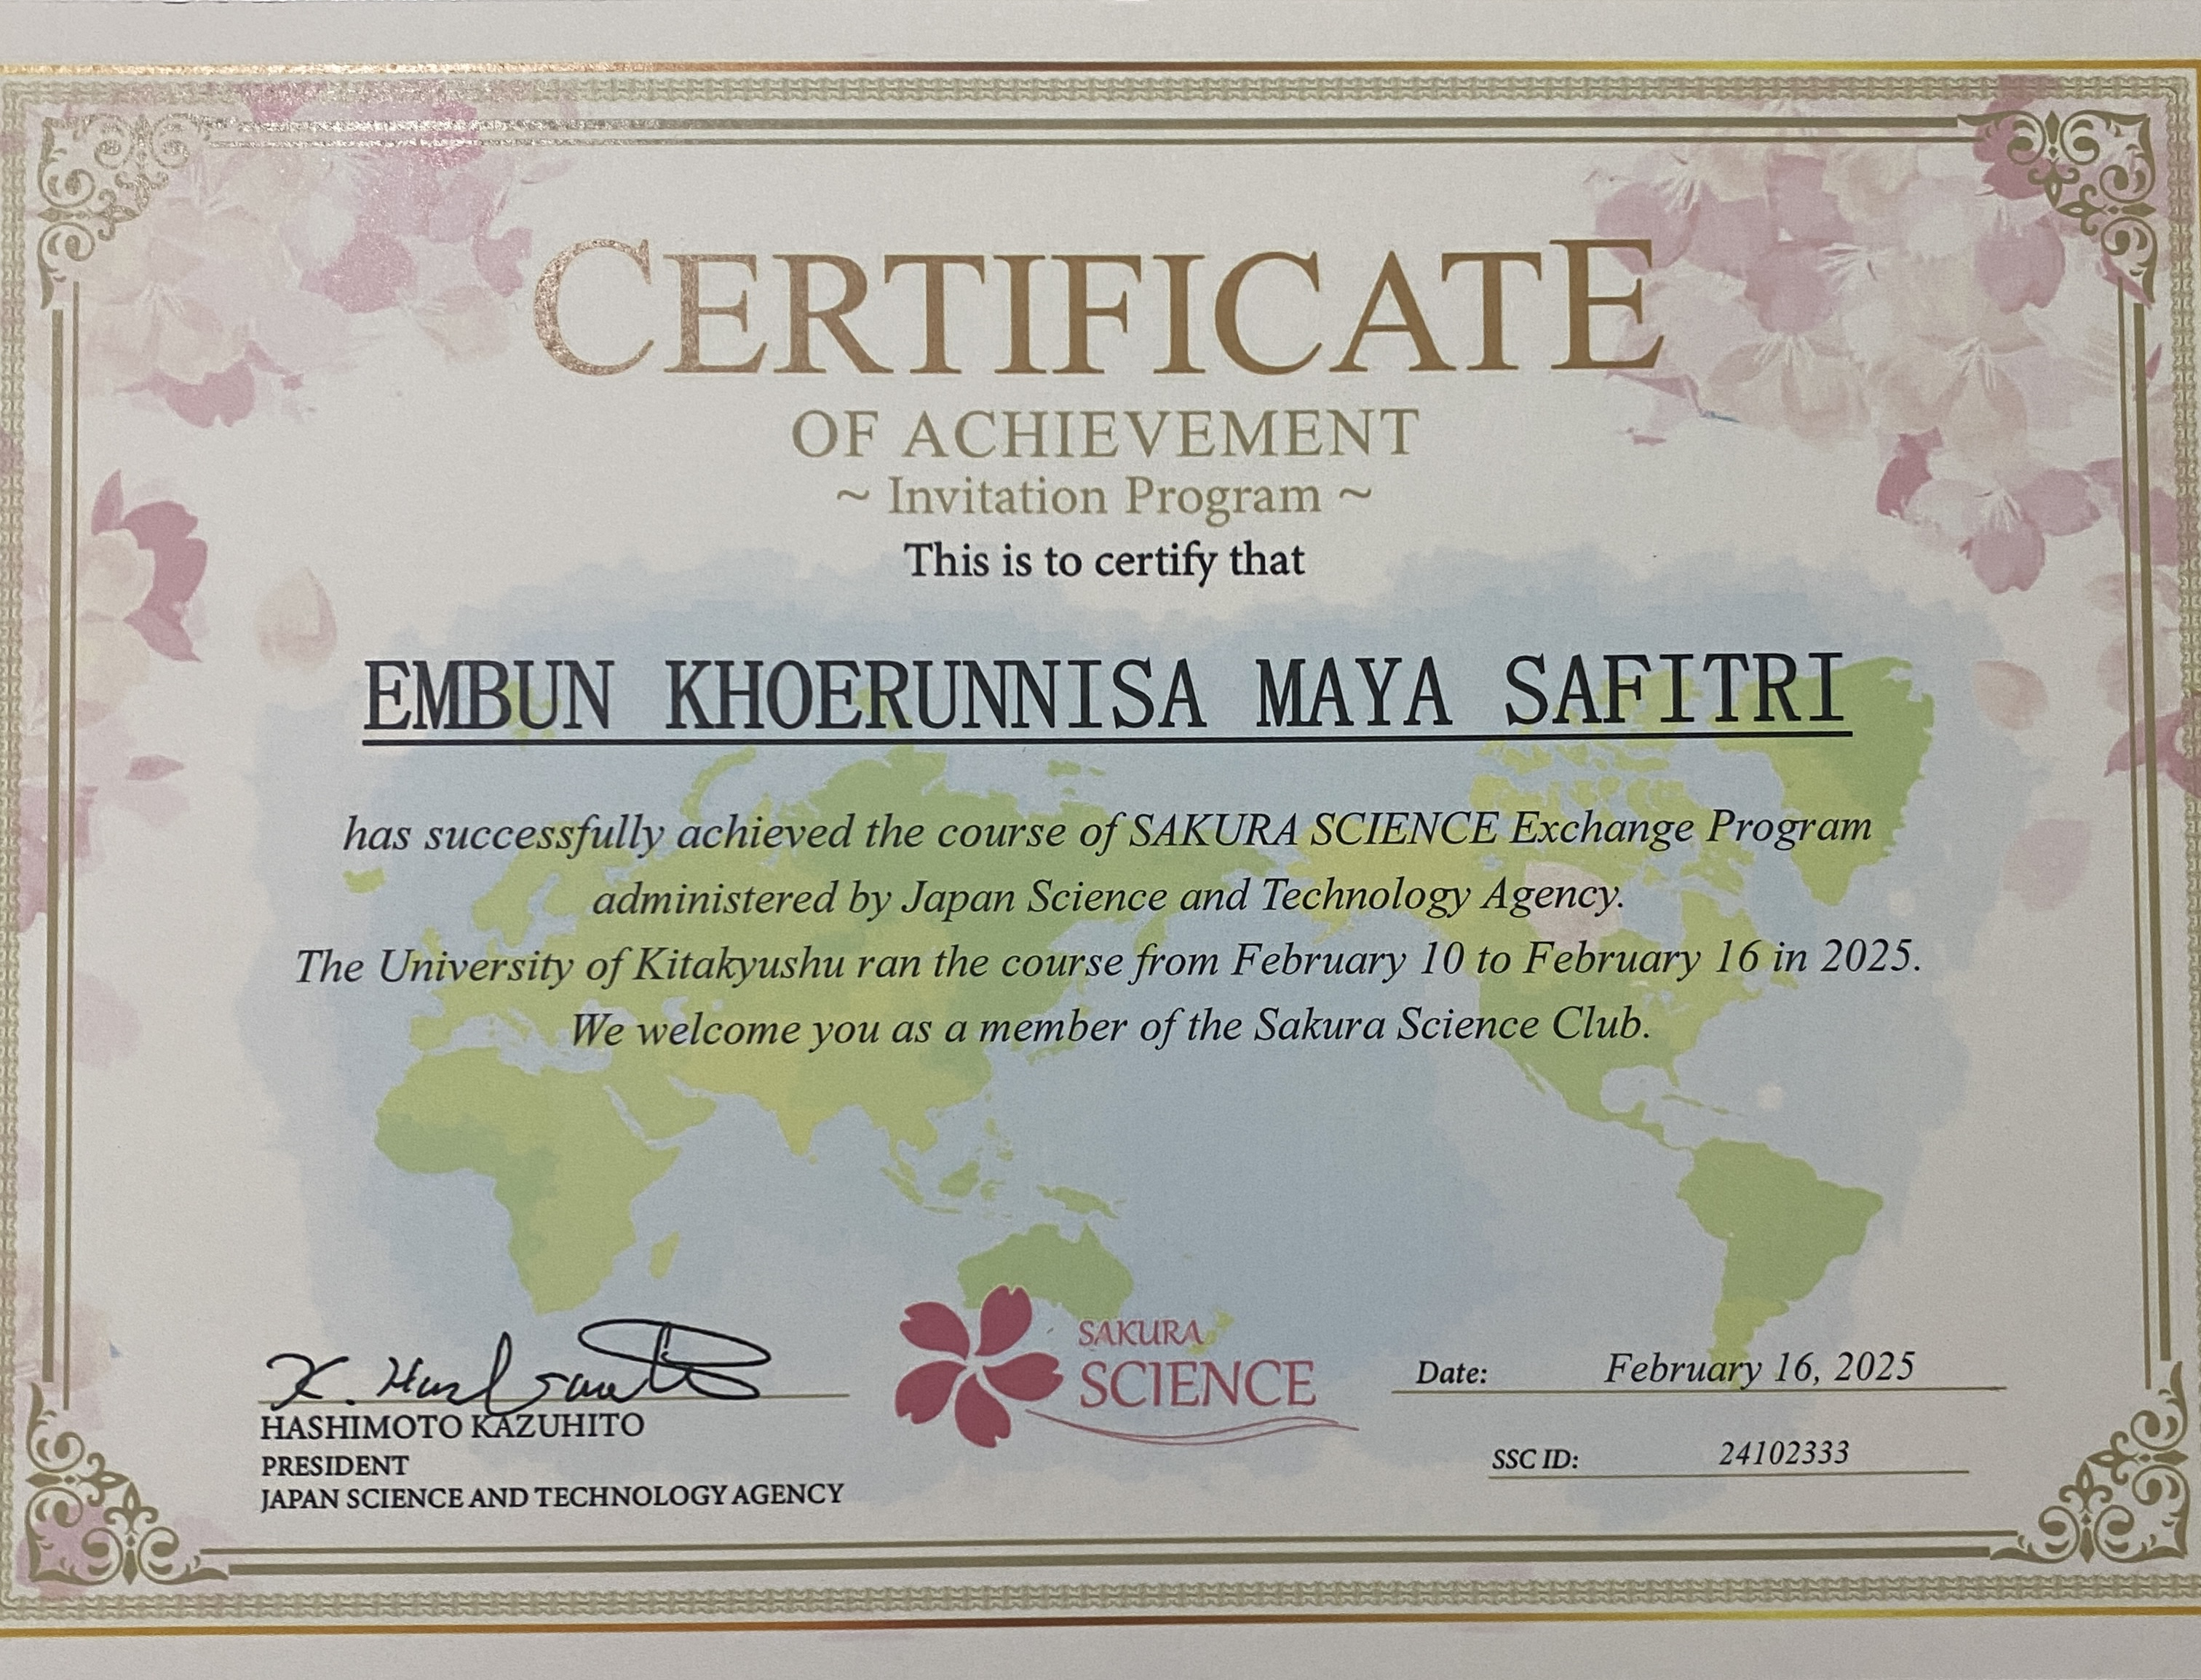 CERTIFICATE
OF ACHIEVEMENT
~ Invitation Program ~
This is to certify that
EMBUN KHOERUNNISA MAYA SAFITRI
has successfully achieved the course of SAKURA SCIENCE Exchange Program
administered by Japan Science and Technology Agency.
The University of Kitakyushu ran the course from February 10 to February 16 in 2025.
We welcome you as a member of the Sakura Science Club.
K. Hashimoto
HASHIMOTO KAZUHITO
PRESIDENT
JAPAN SCIENCE AND TECHNOLOGY AGENCY
SAKURA
SCIENCE
Date: February 16, 2025
SSC ID: 24102333